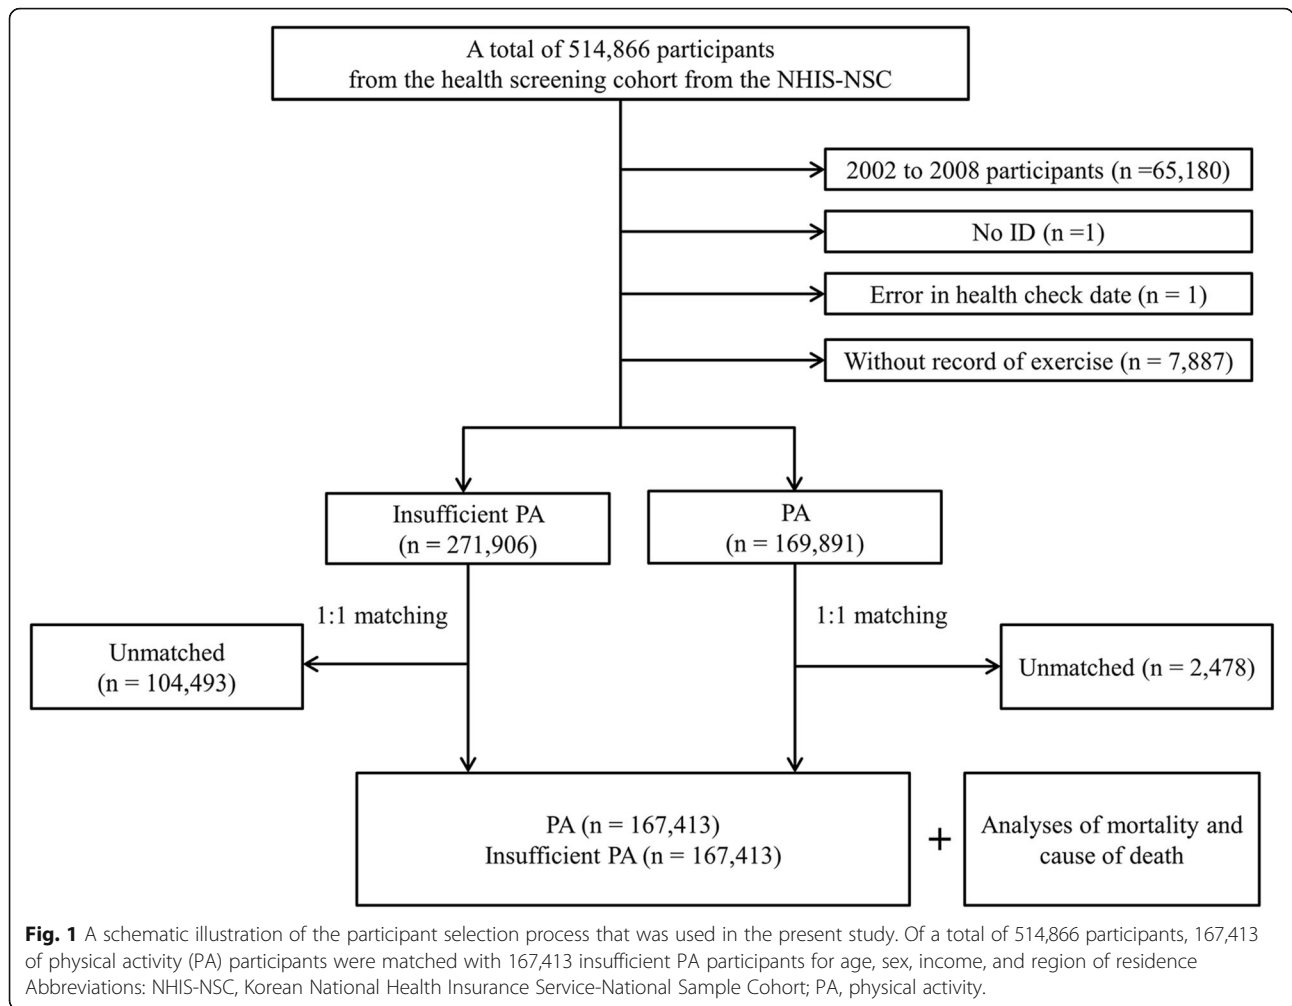 A total of 514,866 participants
from the health screening cohort from the NHIS-NSC
2002 to 2008 participants (n =65,180)
No ID (n =1)
Error in health check date (n = 1)
Without record of exercise (n = 7,887)
Insufficient PA
(n = 271,906)
PA
(n = 169,891)
1:1 matching
1:1 matching
Unmatched
(n = 104,493)
Unmatched (n = 2,478)
PA (n = 167,413)
Insufficient PA (n = 167,413)
+
Analyses of mortality and
cause of death
Fig. 1 A schematic illustration of the participant selection process that was used in the present study. Of a total of 514,866 participants, 167,413
of physical activity (PA) participants were matched with 167,413 insufficient PA participants for age, sex, income, and region of residence
Abbreviations: NHIS-NSC, Korean National Health Insurance Service-National Sample Cohort; PA, physical activity.